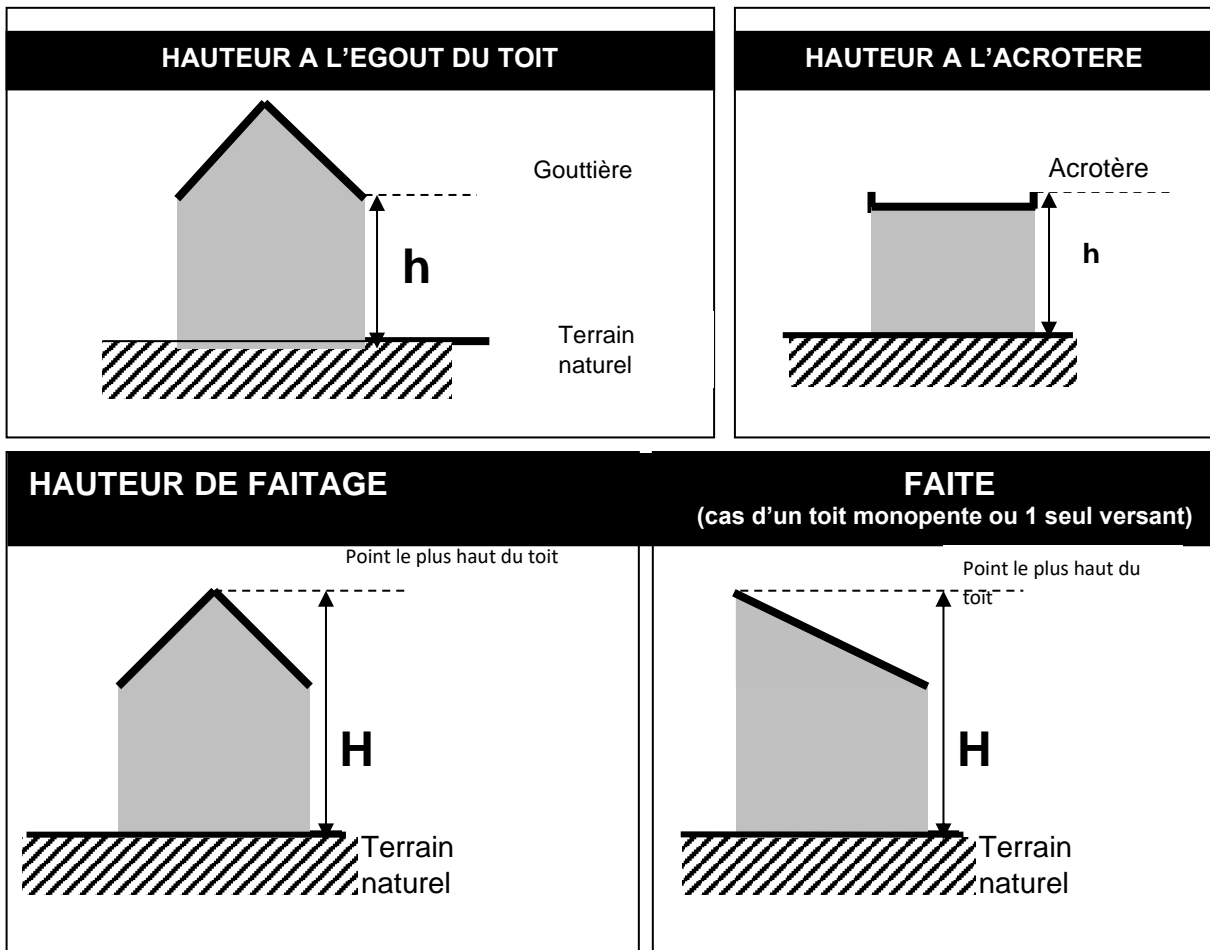 HAUTEUR A L'EGOUT DU TOIT
Gouttière
h
Terrain
naturel
HAUTEUR A L'ACROTERE
Acrotère
h
HAUTEUR DE FAITAGE
Point le plus haut du toit
H
Terrain
naturel
FAITE
(cas d'un toit monopente ou 1 seul versant)
Point le plus haut du
toit
H
Terrain
naturel